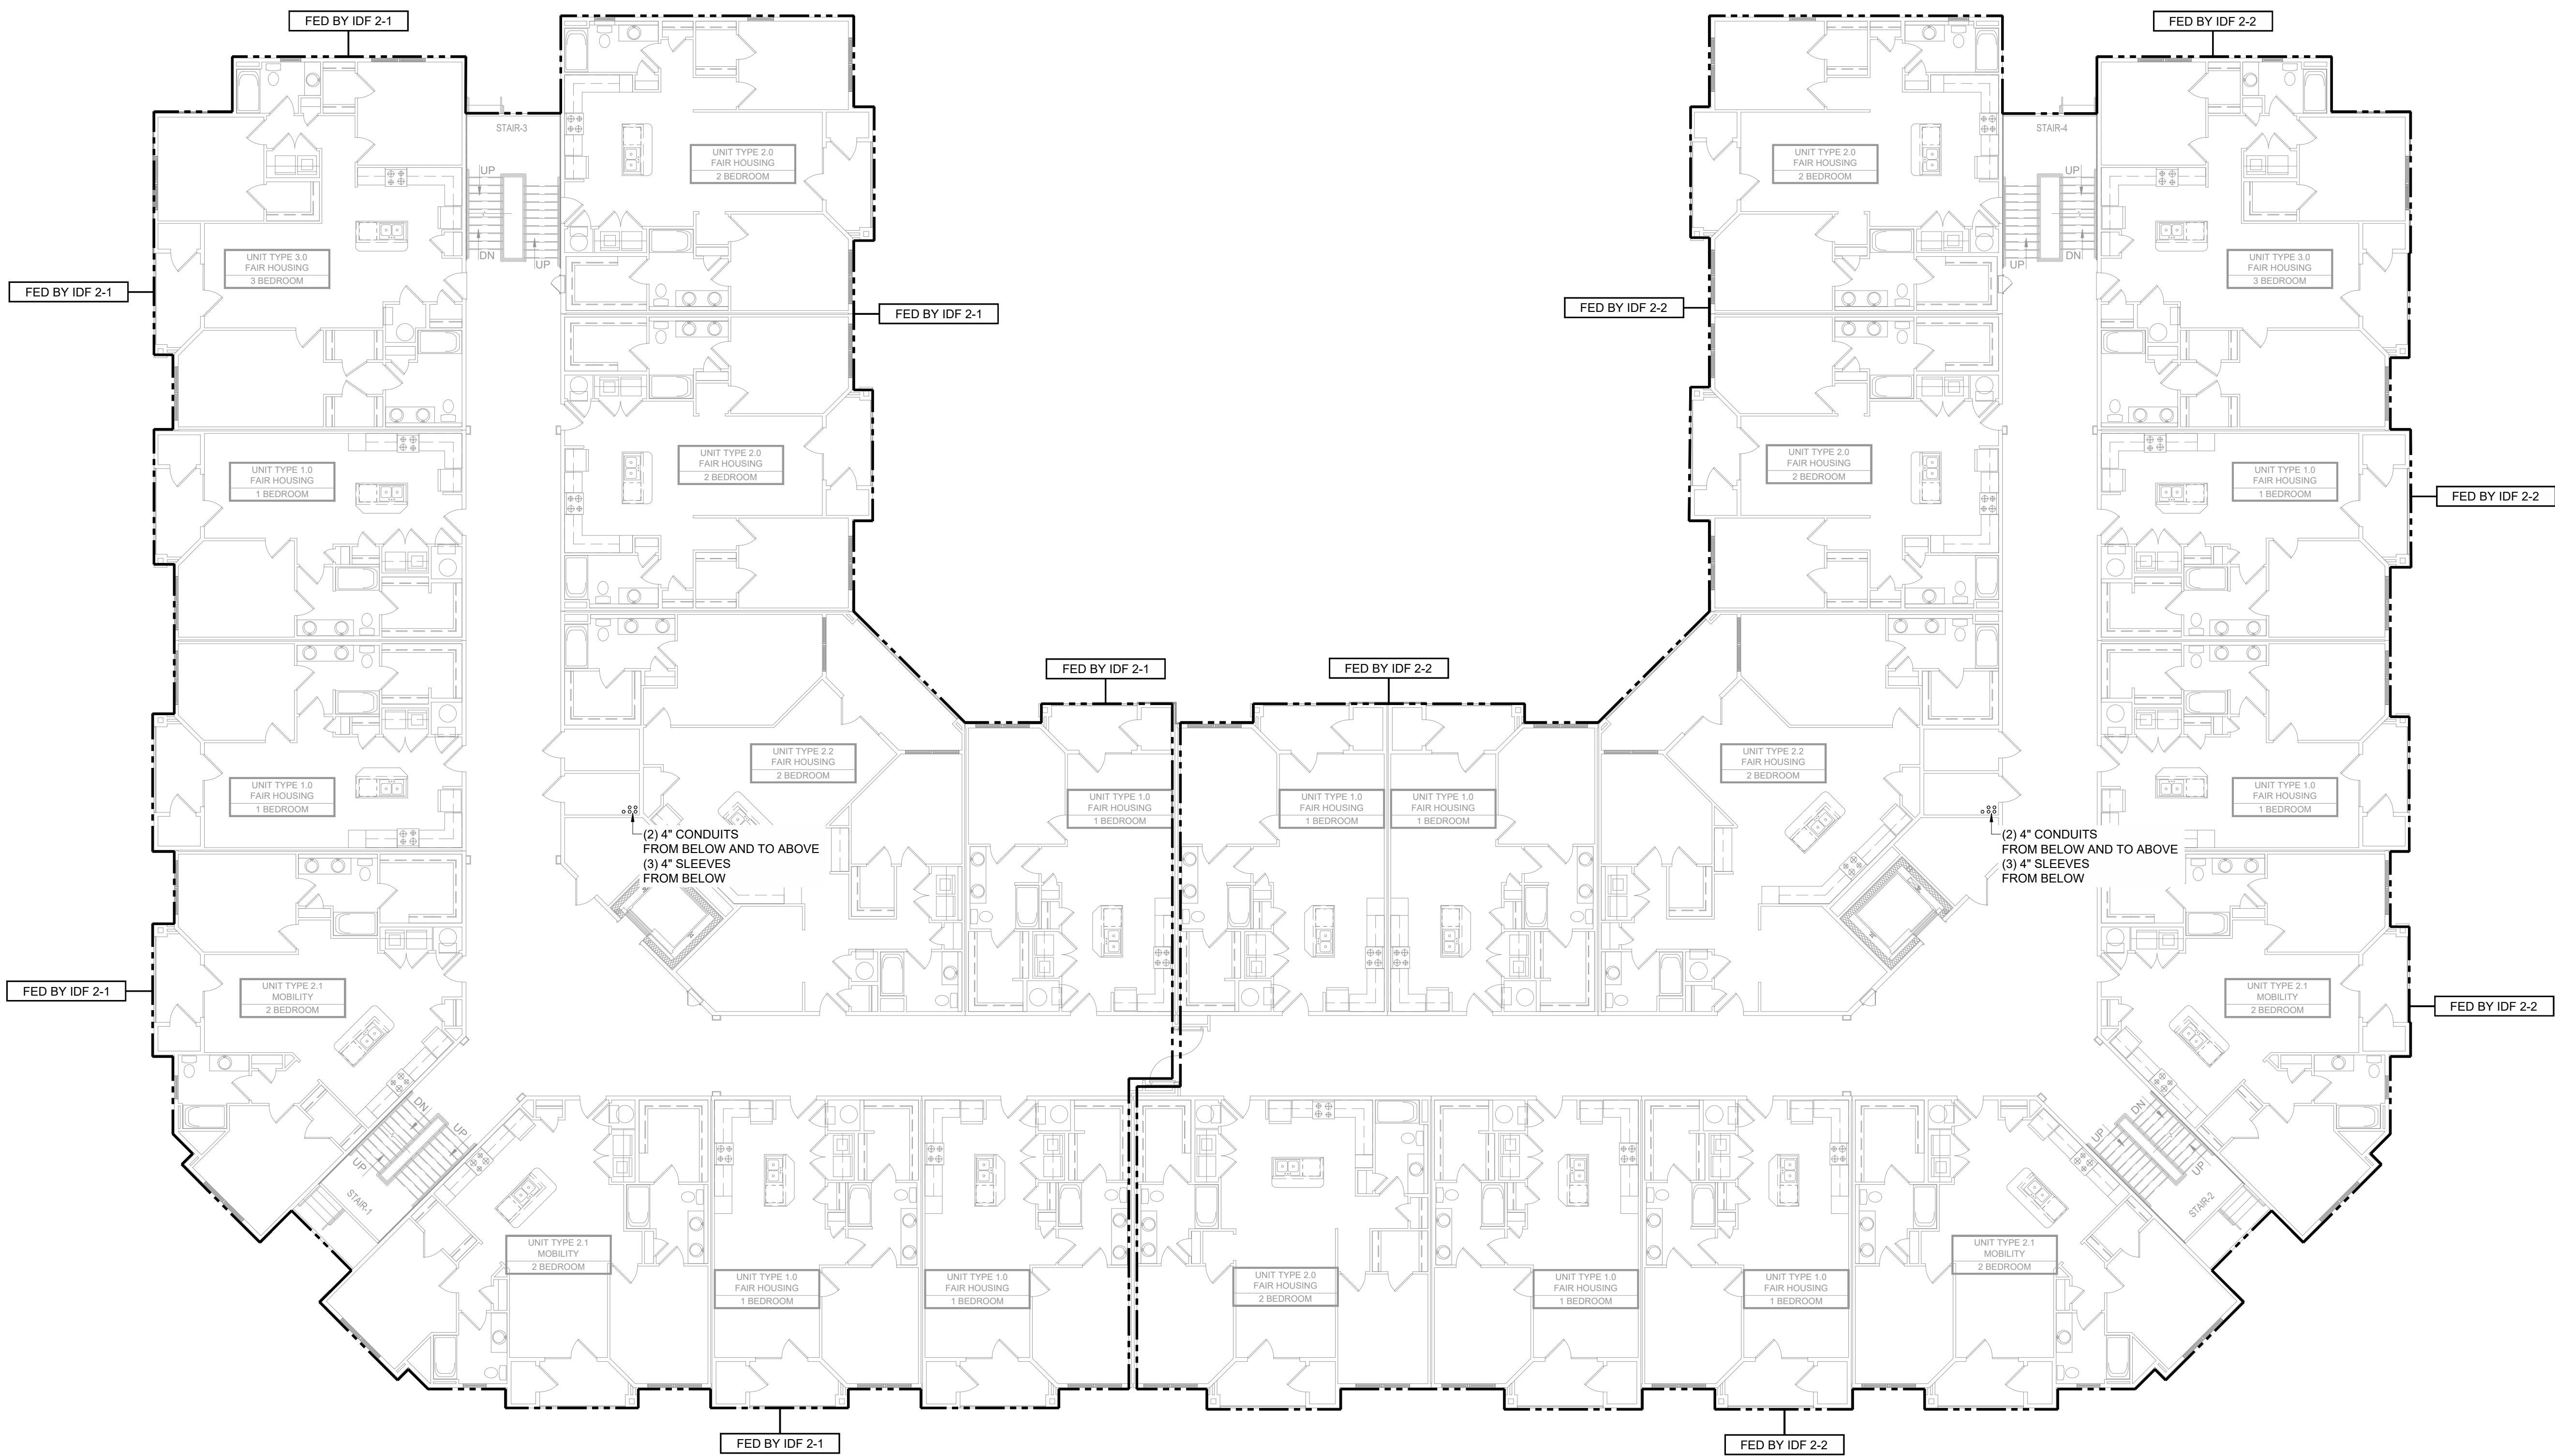 FED BY IDF 2-1
FED BY IDF 2-2
STAIR-3
STAIR-4
UNIT TYPE 2.0
FAIR HOUSING
2 BEDROOM
UNIT TYPE 2.0
FAIR HOUSING
2 BEDROOM
UP
DN
UP
UP
UP
DN
UNIT TYPE 3.0
FAIR HOUSING
3 BEDROOM
UNIT TYPE 3.0
FAIR HOUSING
3 BEDROOM
FED BY IDF 2-1
FED BY IDF 2-1
FED BY IDF 2-2
UNIT TYPE 2.0
FAIR HOUSING
2 BEDROOM
UNIT TYPE 2.0
FAIR HOUSING
2 BEDROOM
UNIT TYPE 1.0
FAIR HOUSING
1 BEDROOM
UNIT TYPE 1.0
FAIR HOUSING
1 BEDROOM
FED BY IDF 2-2
FED BY IDF 2-1
FED BY IDF 2-2
UNIT TYPE 2.2
FAIR HOUSING
2 BEDROOM
UNIT TYPE 2.2
FAIR HOUSING
2 BEDROOM
UNIT TYPE 1.0
FAIR HOUSING
1 BEDROOM
UNIT TYPE 1.0
FAIR HOUSING
1 BEDROOM
UNIT TYPE 1.0
FAIR HOUSING
1 BEDROOM
UNIT TYPE 1.0
FAIR HOUSING
1 BEDROOM
UNIT TYPE 1.0
FAIR HOUSING
1 BEDROOM
(2) 4" CONDUITS
FROM BELOW AND TO ABOVE
(3) 4" SLEEVES
FROM BELOW
(2) 4" CONDUITS
FROM BELOW AND TO ABOVE
(3) 4" SLEEVES
FROM BELOW
FED BY IDF 2-1
UNIT TYPE 2.1
MOBILITY
2 BEDROOM
UNIT TYPE 2.1
MOBILITY
2 BEDROOM
FED BY IDF 2-2
DN
UP
UP
STAIR-1
DN
UP
UP
STAIR-2
UNIT TYPE 2.1
MOBILITY
2 BEDROOM
UNIT TYPE 1.0
FAIR HOUSING
1 BEDROOM
UNIT TYPE 1.0
FAIR HOUSING
1 BEDROOM
UNIT TYPE 2.0
FAIR HOUSING
2 BEDROOM
UNIT TYPE 1.0
FAIR HOUSING
1 BEDROOM
UNIT TYPE 1.0
FAIR HOUSING
1 BEDROOM
UNIT TYPE 2.1
MOBILITY
2 BEDROOM
FED BY IDF 2-1
FED BY IDF 2-2